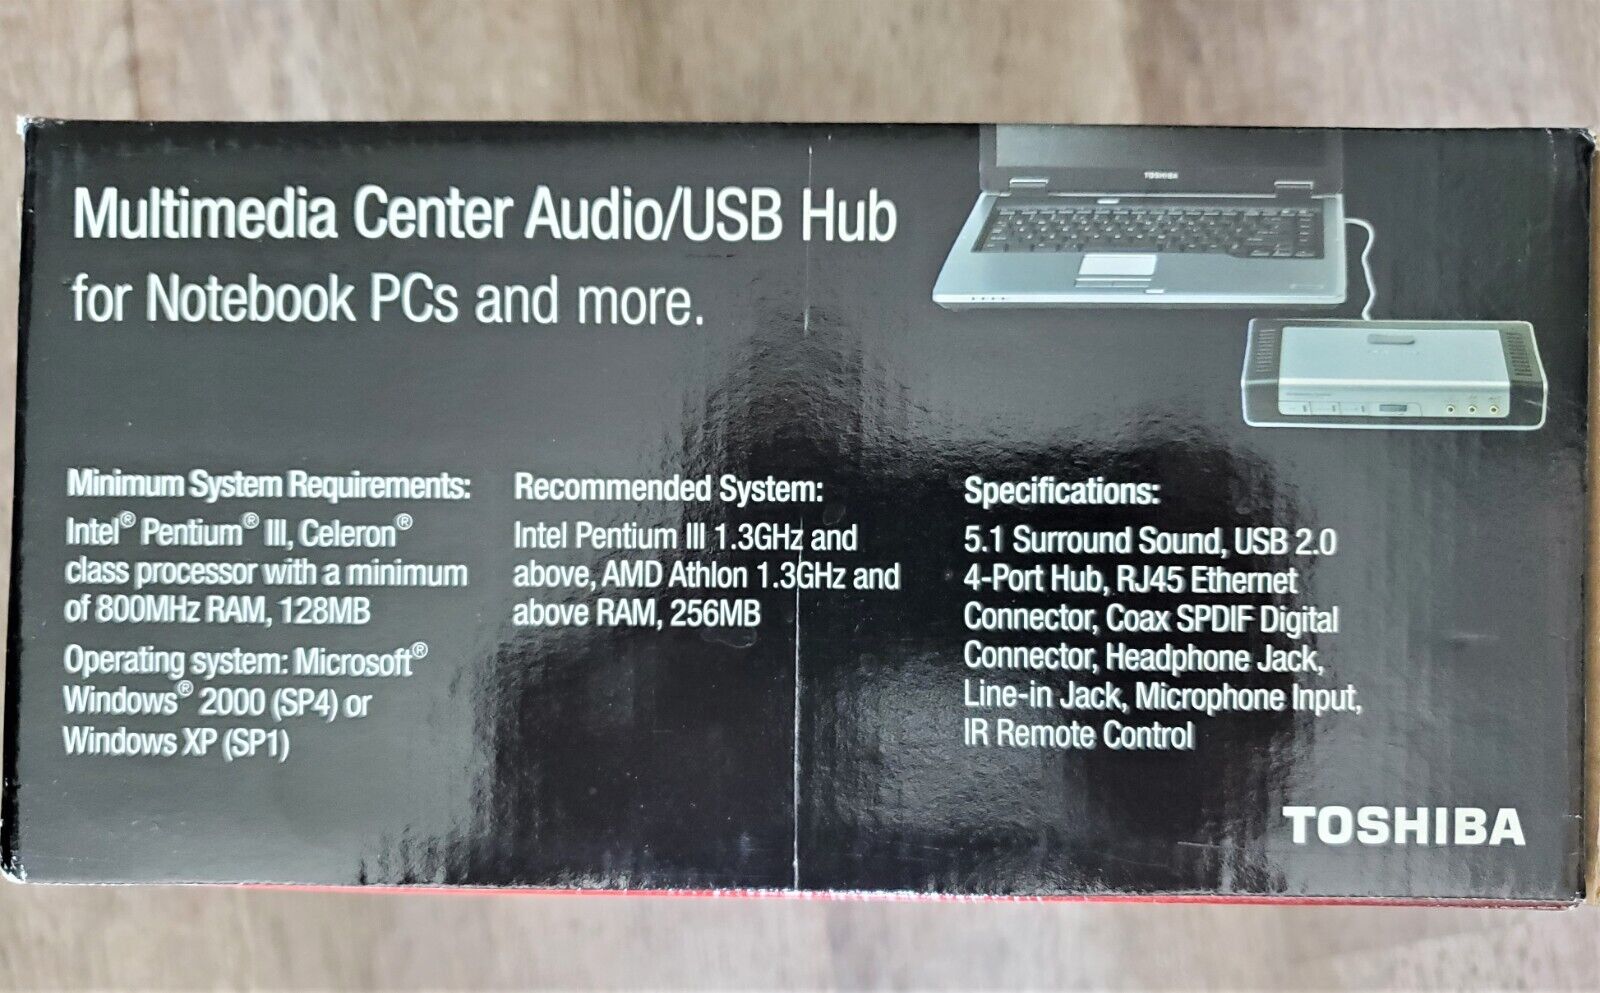 Multimedia Center Audio/USB Hub
for Notebook PCs and more.
TOSHIBA
Minimum System Requirements:
Intel® Pentium® III, Celeron®
class processor with a minimum
of 800MHz RAM, 128MB
Operating system: Microsoft®
Windows® 2000 (SP4) or
Windows XP (SP1)
Recommended System:
Intel Pentium III 1.3GHz and
above, AMD Athlon 1.3GHz and
above RAM, 256MB
Specifications:
5.1 Surround Sound, USB 2.0
4-Port Hub, RJ45 Ethernet
Connector, Coax SPDIF Digital
Connector, Headphone Jack,
Line-in Jack, Microphone Input,
IR Remote Control
TOSHIBA